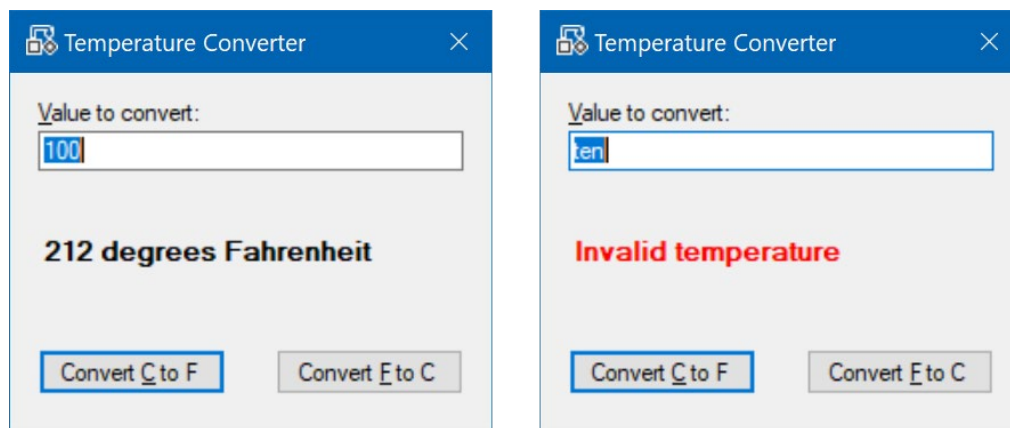 Temperature Converter
Value to convert:
100
212 degrees Fahrenheit
Convert C to F
Convert F to C
Temperature Converter
Value to convert:
ten
Invalid temperature
Convert C to F
Convert F to C